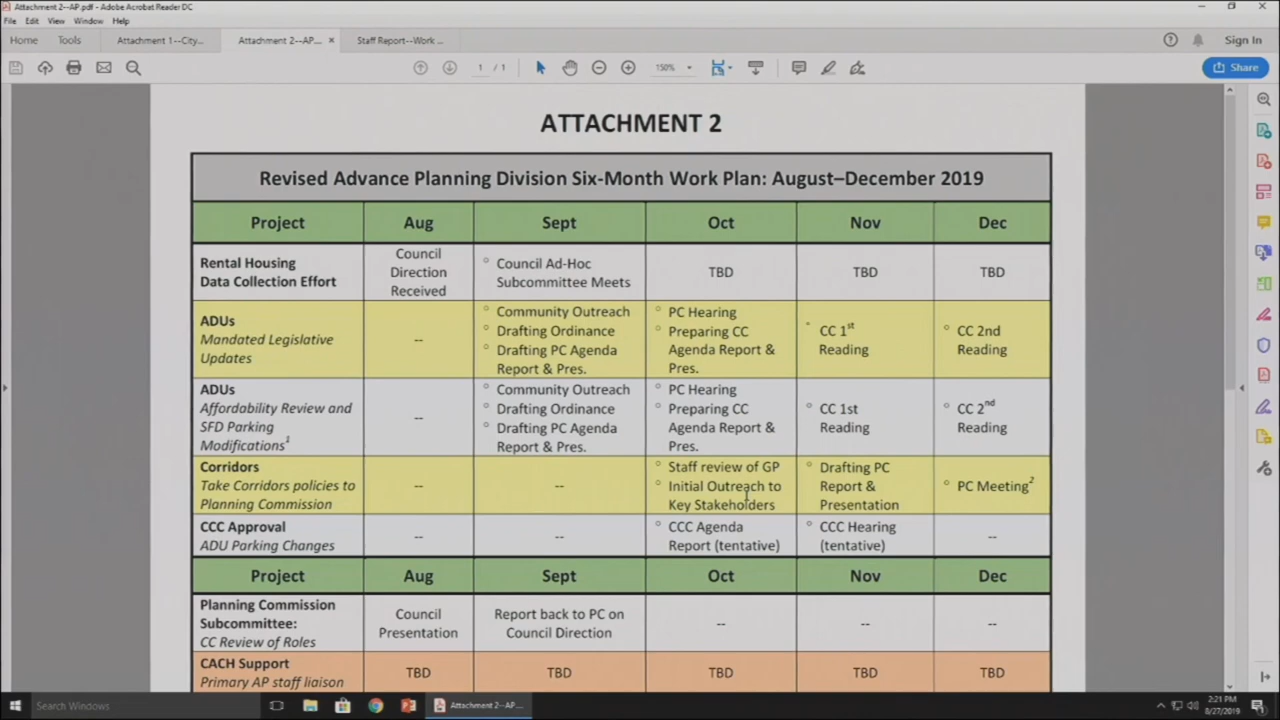 Attachment 2--AP.pdf - Adobe Acrobat Reader DC
File Edit View Window Help
Home Tools Attachment 1--City... Attachment 2--AP... × Staff Report--Work ... Sign In
1 / 1 150% Share
ATTACHMENT 2
Revised Advance Planning Division Six-Month Work Plan: August–December 2019
Project Aug Sept Oct Nov Dec
Rental Housing
Data Collection Effort
Council
Direction
Received
° Council Ad-Hoc
Subcommittee Meets
TBD
TBD
TBD
ADUs
Mandated Legislative
Updates
--
° Community Outreach
° Drafting Ordinance
° Drafting PC Agenda
Report & Pres.
° PC Hearing
° Preparing CC
Agenda Report &
Pres.
° CC 1st
Reading
° CC 2nd
Reading
ADUs
Affordability Review and
SFD Parking
Modifications1
--
° Community Outreach
° Drafting Ordinance
° Drafting PC Agenda
Report & Pres.
° PC Hearing
° Preparing CC
Agenda Report &
Pres.
° CC 1st
Reading
° CC 2nd
Reading
Corridors
Take Corridors policies to
Planning Commission
--
--
° Staff review of GP
° Initial Outreach to
Key Stakeholders
° Drafting PC
Report &
Presentation
° PC Meeting2
CCC Approval
ADU Parking Changes
--
--
° CCC Agenda
Report (tentative)
° CCC Hearing
(tentative)
--
Project Aug Sept Oct Nov Dec
Planning Commission
Subcommittee:
CC Review of Roles
Council
Presentation
Report back to PC on
Council Direction
--
--
--
CACH Support
Primary AP staff liaison
TBD
TBD
TBD
TBD
TBD
Search Windows
Attachment 2--AP...
2:21 PM
8/27/2019